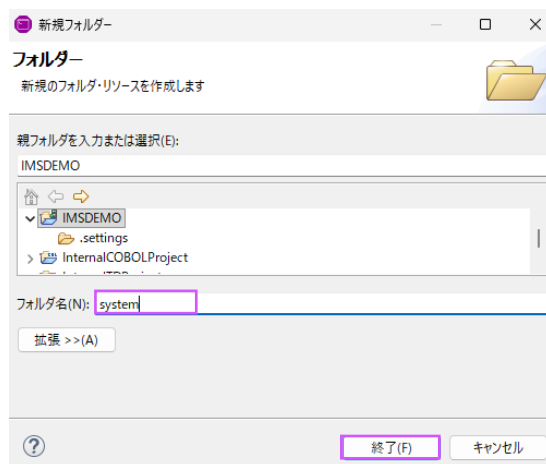 新規フォルダー
フォルダー
新規のフォルダ・リソースを作成します
親フォルダを入力または選択(E):
IMSDEMO
IMSDEMO
.settings
InternalCOBOLProject
フォルダ名(N): system
拡張 >>(A)
終了(F) キャンセル